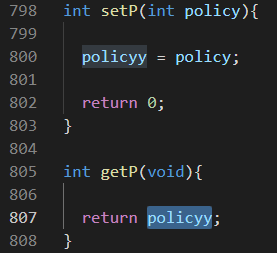 798 int setP(int policy){
799
800 policyy = policy;
801
802 return 0;
803 }
804
805 int getP(void){
806
807 return policyy;
808 }